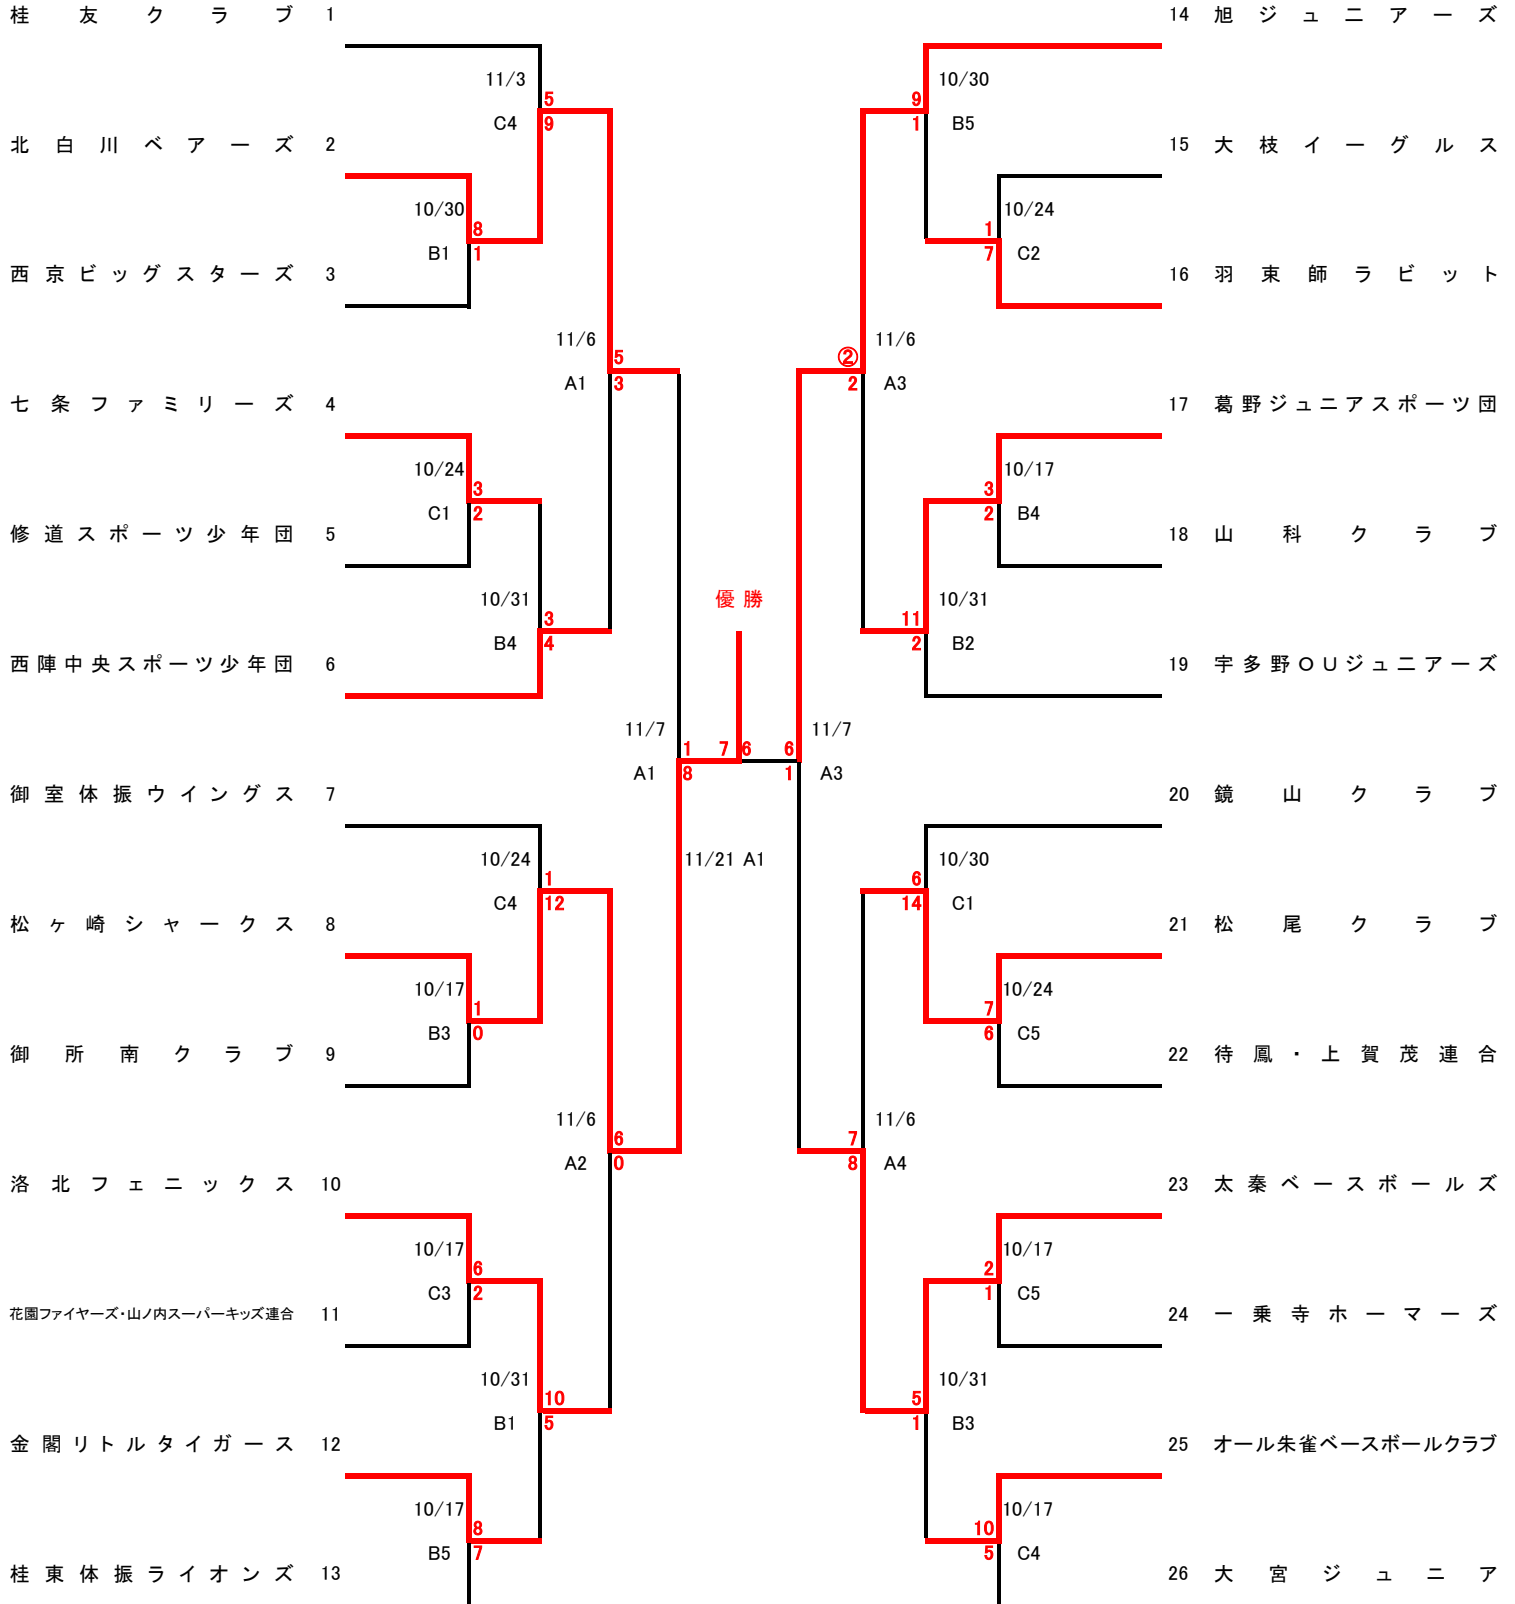 桂友クラブ 1
14 旭ジュニアーズ
11/3
10/30
5
9
9
1
C4
B5
北白川ベアーズ 2
15 大枝イーグルス
10/30
10/24
8
1
1
7
B1
C2
西京ビッグスターズ 3
16 羽束師ラビット
11/6
11/6
5
②
3
2
A1
A3
七条ファミリーズ 4
17 葛野ジュニアスポーツ団
10/24
10/17
3
3
2
2
C1
B4
修道スポーツ少年団 5
18 山科クラブ
10/31
優勝
10/31
3
11
4
2
B4
B2
西陣中央スポーツ少年団 6
19 宇多野OUジュニアーズ
11/7
11/7
1 7 6 6
8
1
A1
A3
御室体振ウイングス 7
20 鏡山クラブ
10/24
11/21 A1
10/30
1
6
12
14
C4
C1
松ヶ崎シャークス 8
21 松尾クラブ
10/17
10/24
1
7
0
6
B3
C5
御所南クラブ 9
22 待鳳・上賀茂連合
11/6
11/6
6
7
0
8
A2
A4
洛北フェニックス 10
23 太秦ベースボールズ
10/17
10/17
6
2
2
1
C3
C5
花園ファイヤーズ・山ノ内スーパーキッズ連合 11
24 一乗寺ホーマーズ
10/31
10/31
10
5
5
1
B1
B3
金閣リトルタイガース 12
25 オール朱雀ベースボールクラブ
10/17
10/17
8
10
7
5
B5
C4
桂東体振ライオンズ 13
26 大宮ジュニア